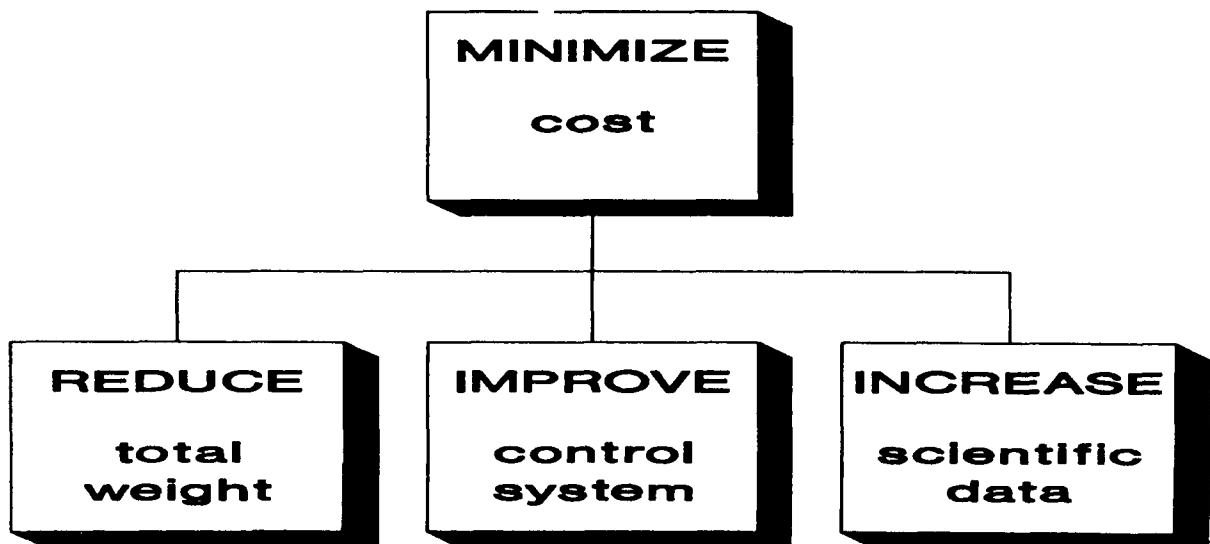 MINIMIZE
cost
REDUCE
total
weight
IMPROVE
control
system
INCREASE
scientific
data